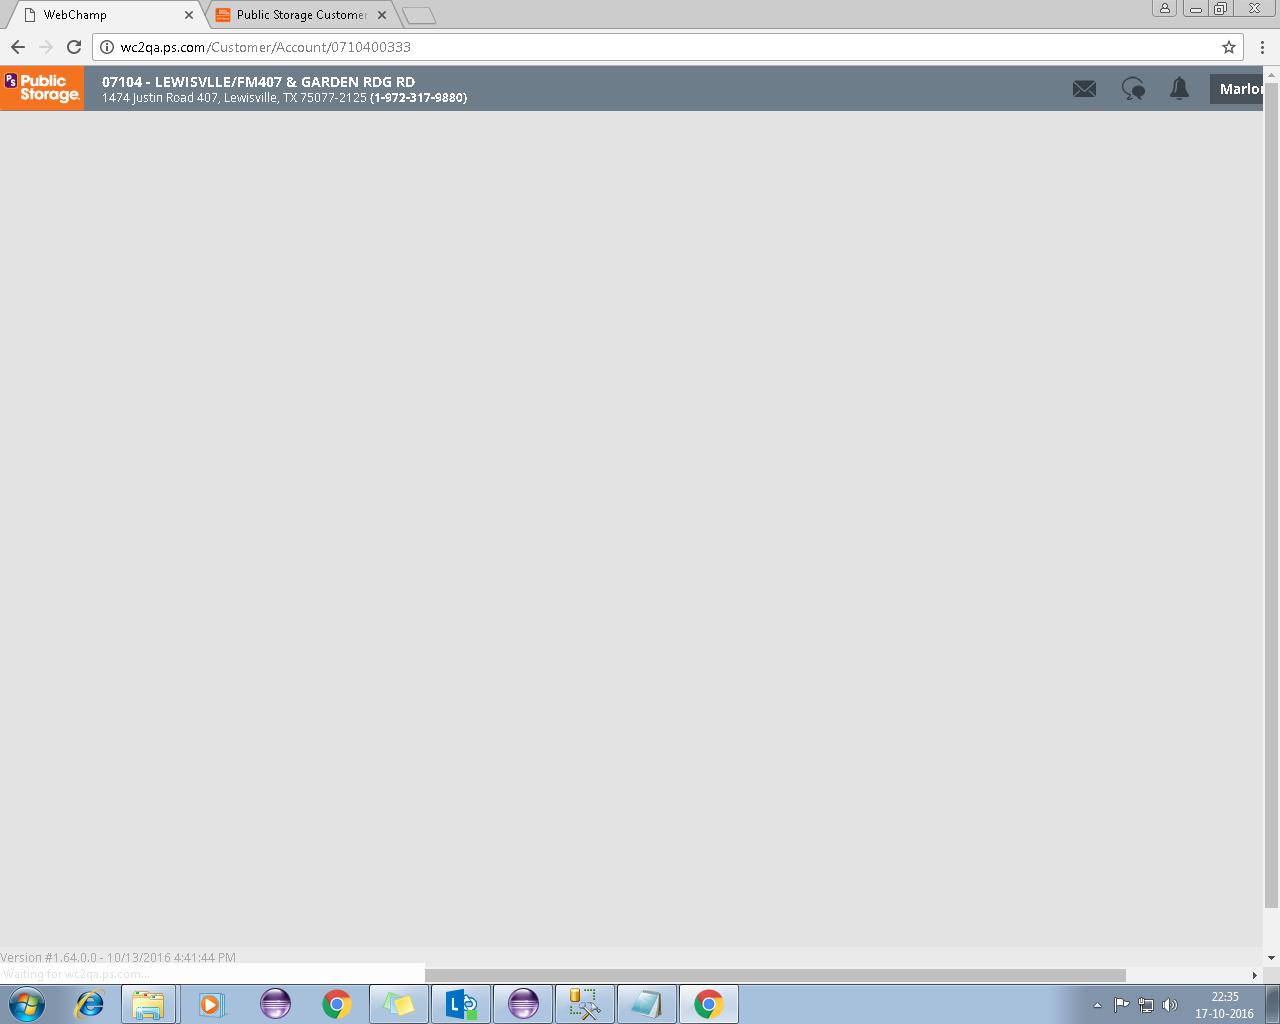 WebChamp
Public Storage Customer
wc2qa.ps.com/Customer/Account/0710400333
PS Public Storage.
07104 - LEWISVLLE/FM407 & GARDEN RDG RD
1474 Justin Road 407, Lewisville, TX 75077-2125 (1-972-317-9880)
Marlo
Version #1.64.0.0 - 10/13/2016 4:41:44 PM
Waiting for wc2qa.ps.com...
22:35
17-10-2016